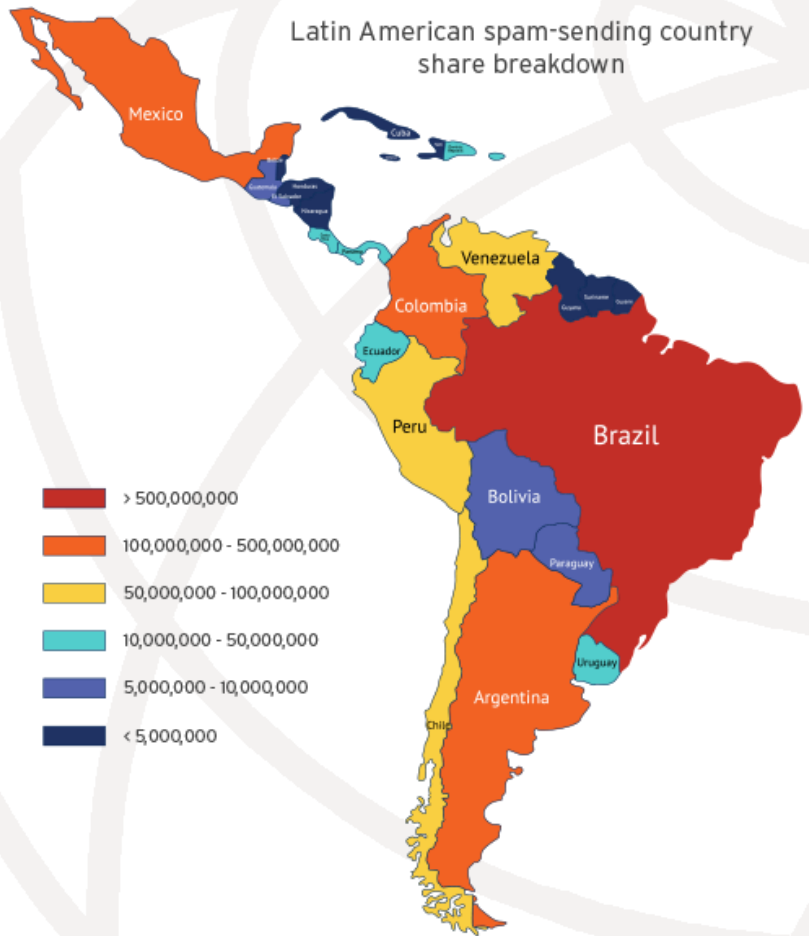 Latin American spam-sending country
share breakdown
Mexico
Cuba
Guatemala
Honduras
El Salvador
Nicaragua
Panama
Venezuela
Colombia
Guyana
Suriname
Guyana
Ecuador
Peru
Brazil
Bolivia
Paraguay
Uruguay
Argentina
Chile
> 500,000,000
100,000,000 - 500,000,000
50,000,000 - 100,000,000
10,000,000 - 50,000,000
5,000,000 - 10,000,000
< 5,000,000